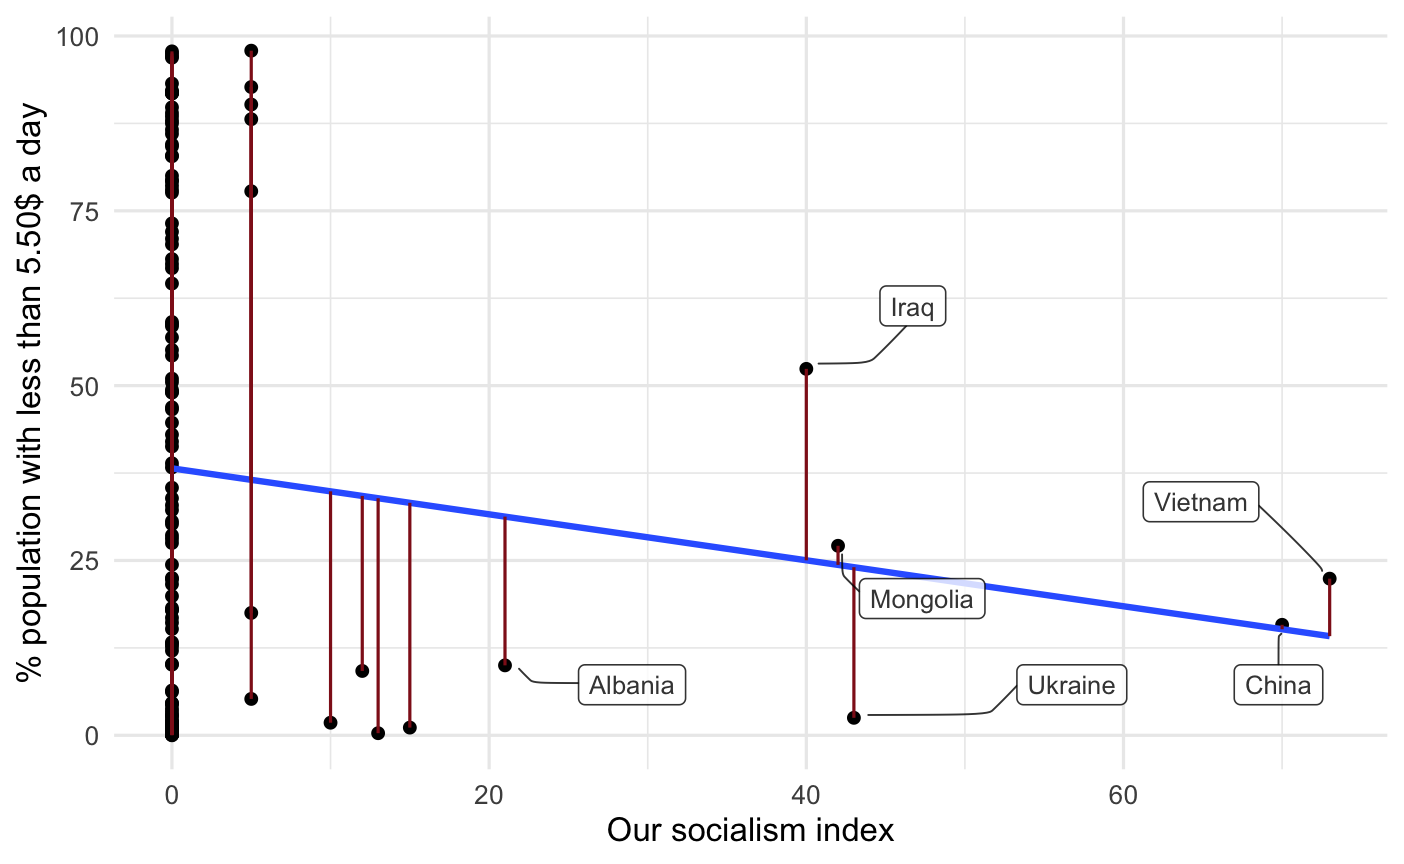 % population with less than 5.50$ a day
100
75
50
25
0
Iraq
Vietnam
Mongolia
Albania
Ukraine
China
0
20
40
60
Our socialism index